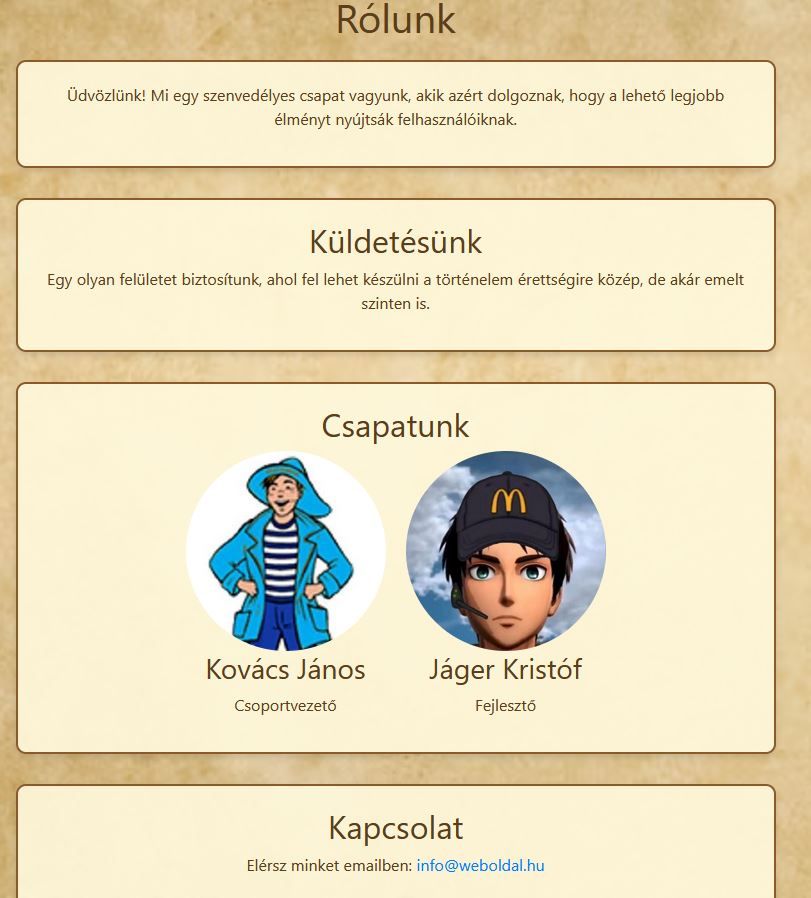 Rólunk
Üdvözlünk! Mi egy szenvedélyes csapat vagyunk, akik azért dolgoznak, hogy a lehető legjobb
élményt nyújtsák felhasználóiknak.
Küldetésünk
Egy olyan felületet biztosítunk, ahol fel lehet készülni a történelem érettségire közép, de akár emelt
szinten is.
Csapatunk
Kovács János
Csoportvezető
Jáger Kristóf
Fejlesztő
Kapcsolat
Elérsz minket emailben: info@weboldal.hu